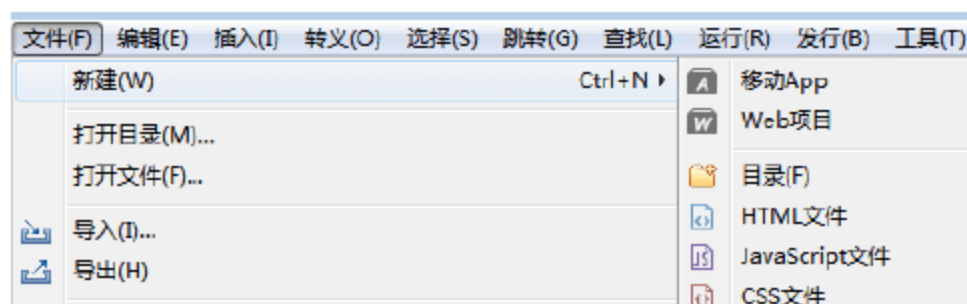 文件(F) 编辑(E) 插入(I) 转义(O) 选择(S) 跳转(G) 查找(L) 运行(R) 发行(B) 工具(T)
新建(W) Ctrl+N
打开目录(M)...
打开文件(F)...
导入(I)...
导出(H)
移动App
Web项目
目录(F)
HTML文件
JavaScript文件
CSS文件